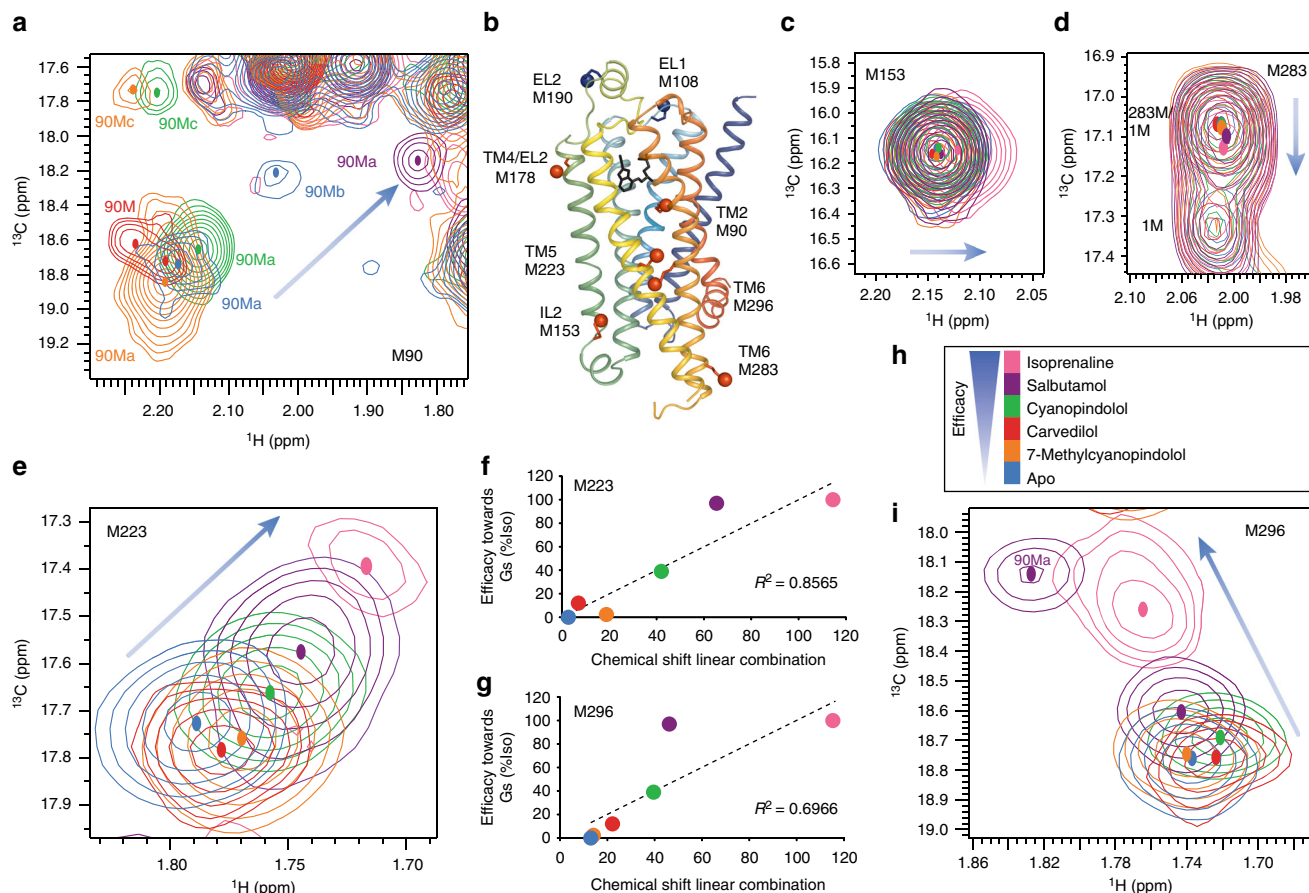 a
17.6
17.8
18.0
18.2
18.4
18.6
18.8
19.0
19.2
13C (ppm)
90Mc
90Mc
90Ma
90Mb
90M
90Ma
90Ma
90Ma
M90
2.20
2.10
2.00
1.90
1.80
1H (ppm)
b
EL2
M190
EL1
M108
TM4/EL2
M178
TM2
M90
TM5
M223
TM6
M296
IL2
M153
TM6
M283
c
M153
15.8
15.9
16.0
16.1
16.2
16.3
16.4
16.5
16.6
13C (ppm)
2.20
2.15
2.10
2.05
1H (ppm)
d
M283
16.9
17.0
17.1
17.2
17.3
17.4
13C (ppm)
283M/
1M
1M
2.10
2.06
2.00
1.98
1H (ppm)
h
Efficacy
Isoprenaline
Salbutamol
Cyanopindolol
Carvedilol
7-Methylcyanopindolol
Apo
e
M223
17.3
17.4
17.5
17.6
17.7
17.8
17.9
13C (ppm)
1.80
1.75
1.70
1H (ppm)
f
M223
120
100
80
60
40
20
0
Efficacy towards
Gs (%Iso)
R2 = 0.8565
0 20 40 60 80 100 120
Chemical shift linear combination
g
M296
120
100
80
60
40
20
0
Efficacy towards
Gs (%Iso)
R2 = 0.6966
0 20 40 60 80 100 120
Chemical shift linear combination
i
M296
90Ma
18.0
18.1
18.2
18.3
18.4
18.5
18.6
18.7
18.8
18.9
19.0
13C (ppm)
1.86
1.82
1.78
1.74
1.70
1H (ppm)